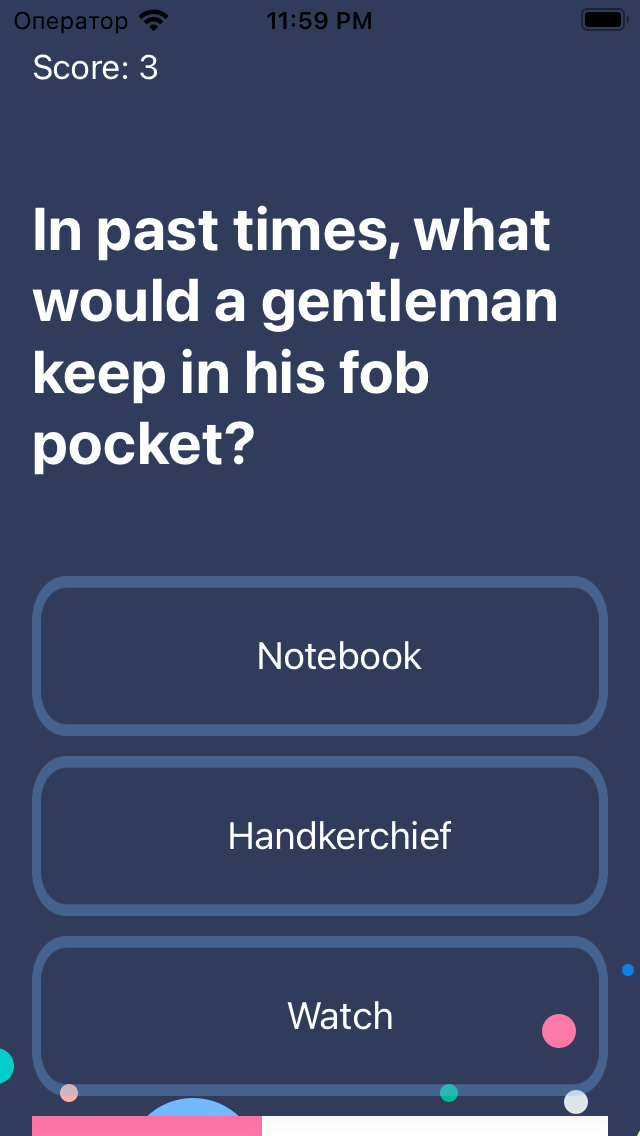 Оператор 11:59 PM
Score: 3
In past times, what
would a gentleman
keep in his fob
pocket?
Notebook
Handkerchief
Watch